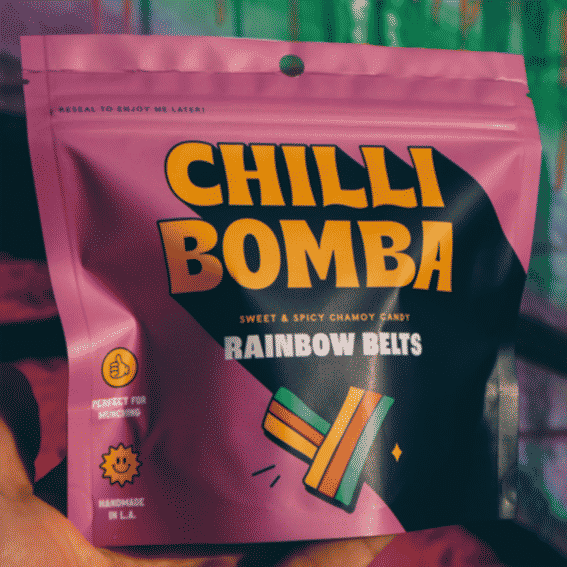 RESEAL TO ENJOY ME LATER!
CHILLI
BOMBA
SWEET & SPICY CHAMOY CANDY
RAINBOW BELTS
PERFECT FOR
MUNCHING
HANDMADE
IN L.A.